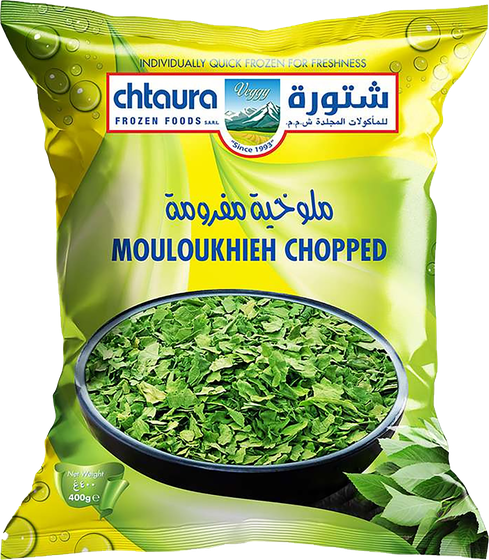 INDIVIDUALLY QUICK FROZEN FOR FRESHNESS
chtaura Veggy شتورة
FROZEN FOODS SARL للمأكولات المجلدة ش.م.م.
"Since 1993"
ملوخية مفرومة
MOULOUKHIEH CHOPPED
Net Weight
٤٠٠غ
400g e